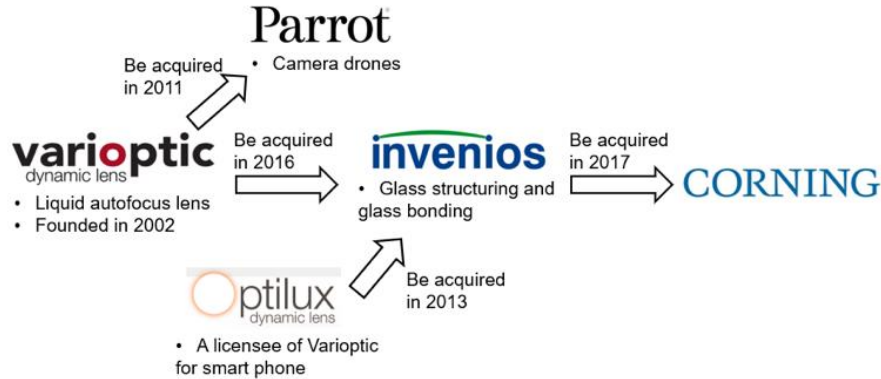 Parrot
• Camera drones
Be acquired
in 2011
varioptic
dynamic lens
• Liquid autofocus lens
• Founded in 2002
Be acquired
in 2016
invenios
• Glass structuring and
glass bonding
Be acquired
in 2017
CORNING
Optilux
dynamic lens
• A licensee of Varioptic
for smart phone
Be acquired
in 2013